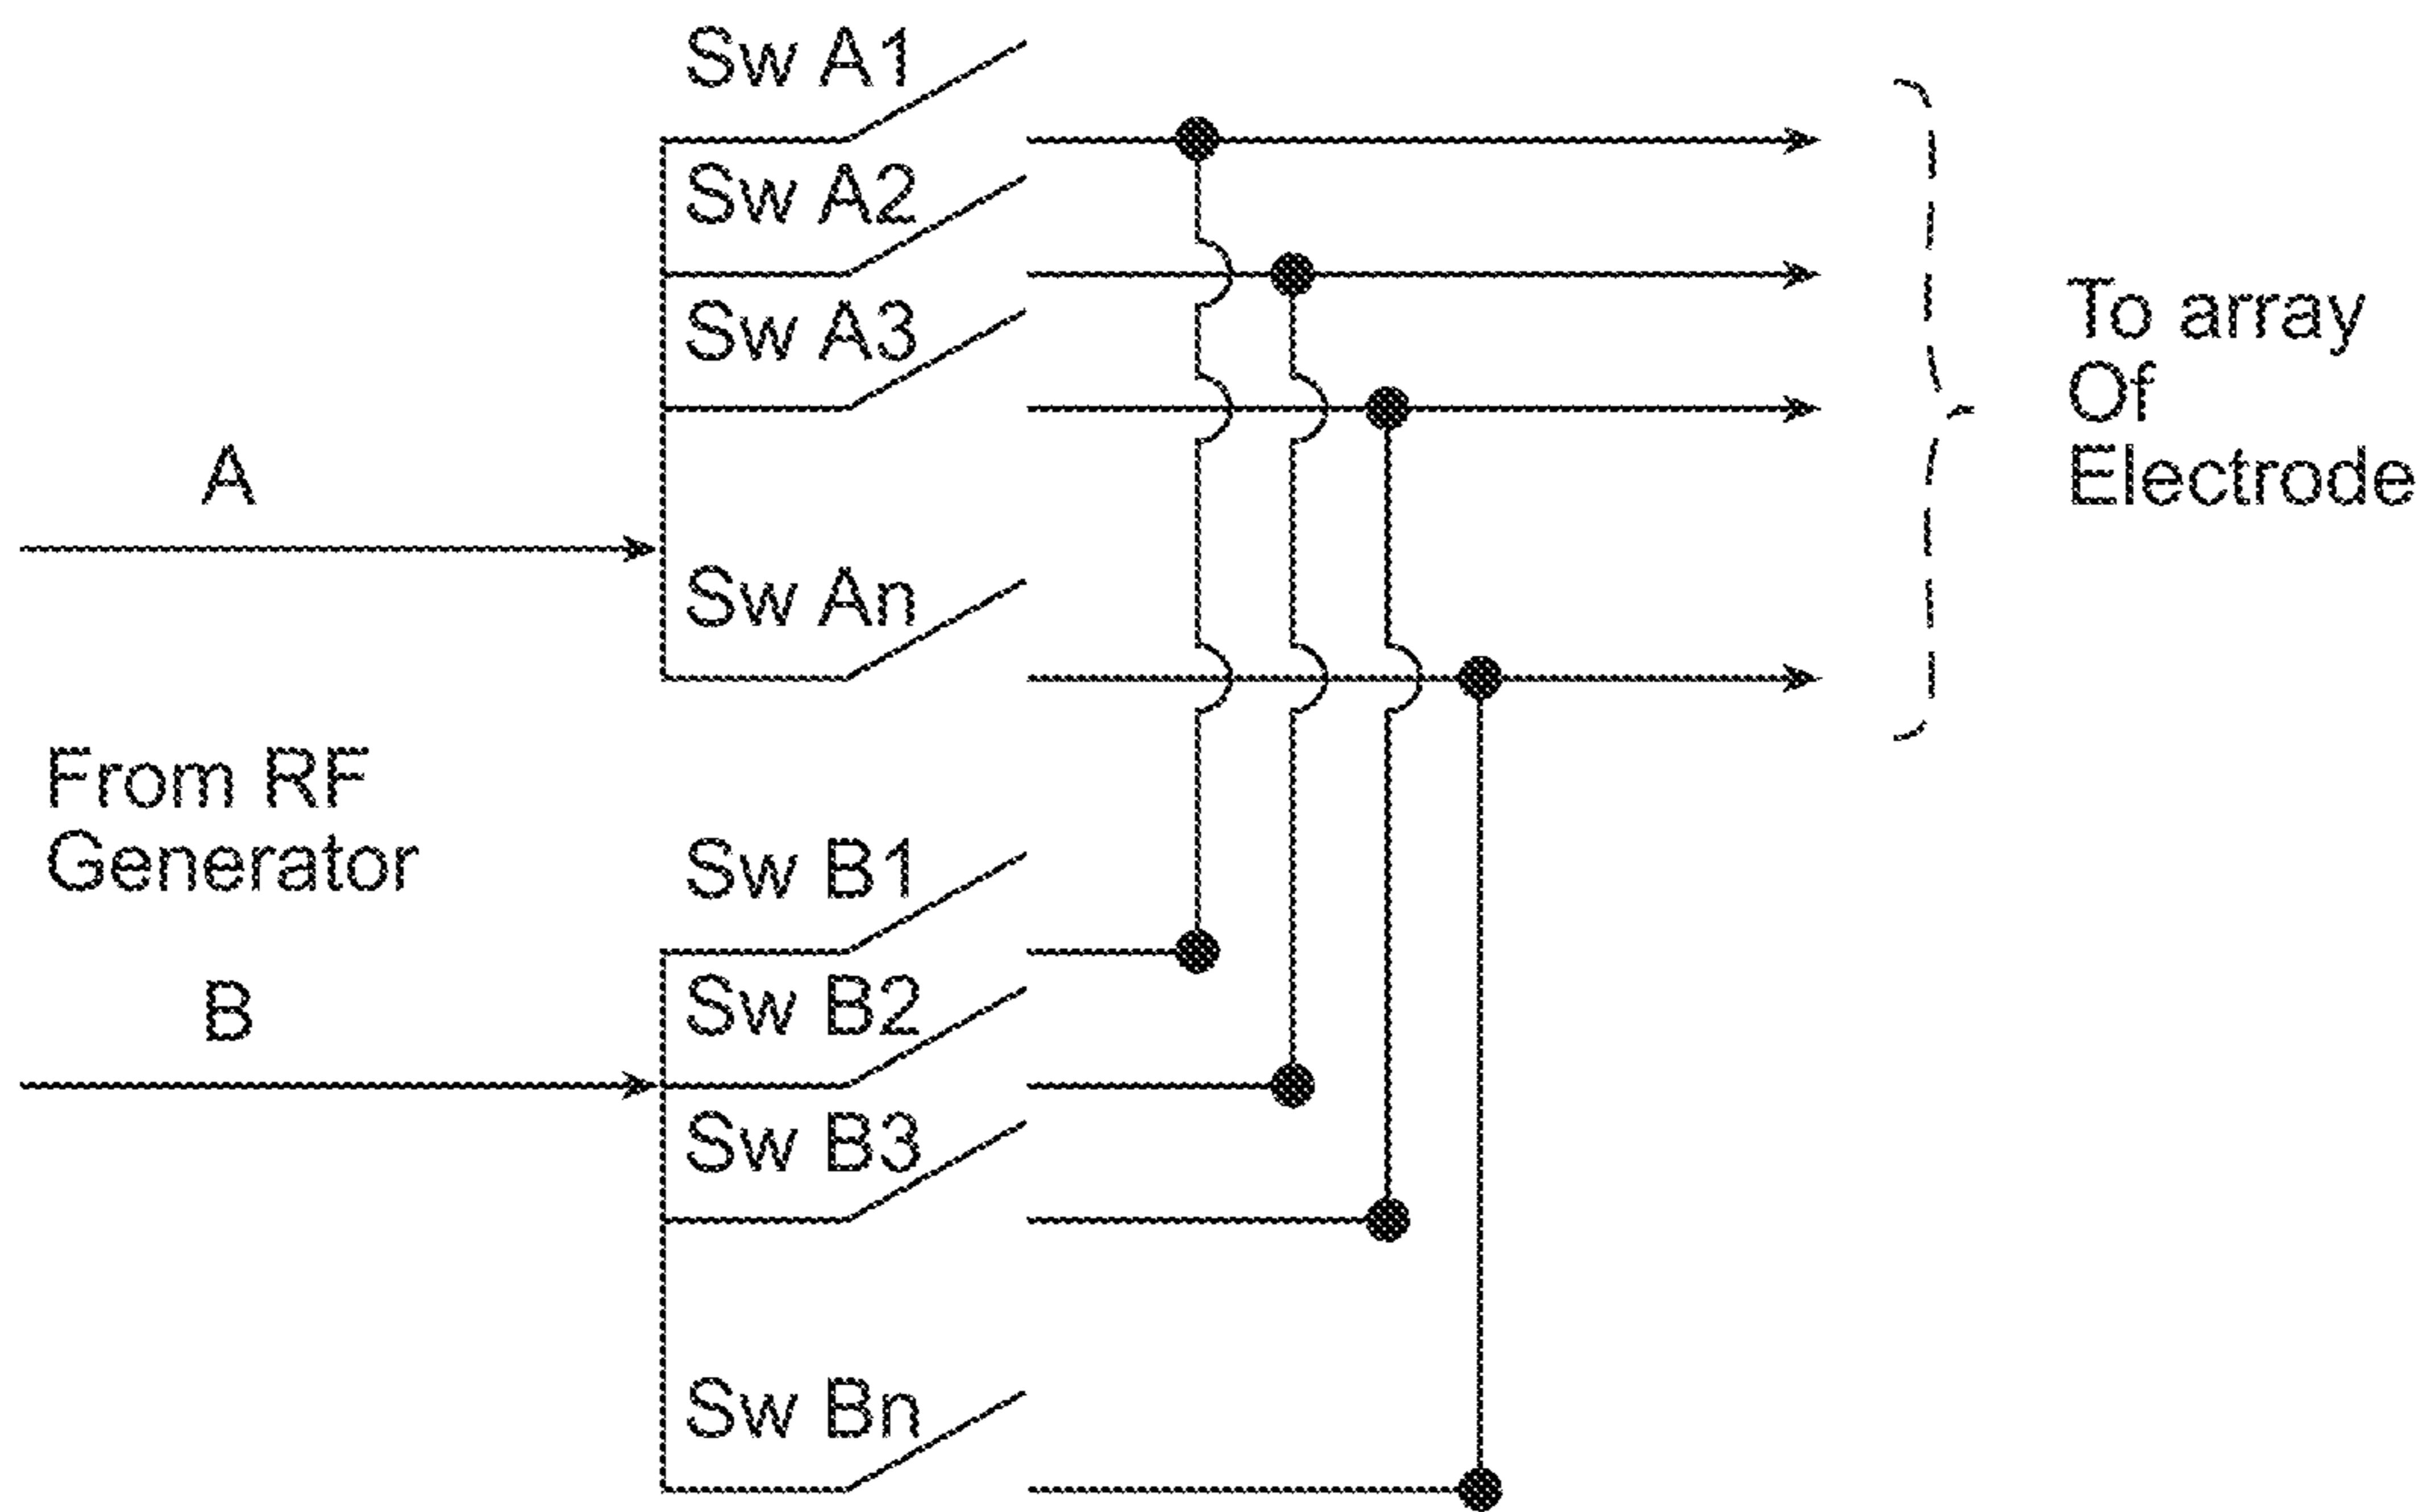 Sw A1
Sw A2
Sw A3
A
Sw An
To array
Of
Electrode
From RF
Generator
Sw B1
B
Sw B2
Sw B3
Sw Bn